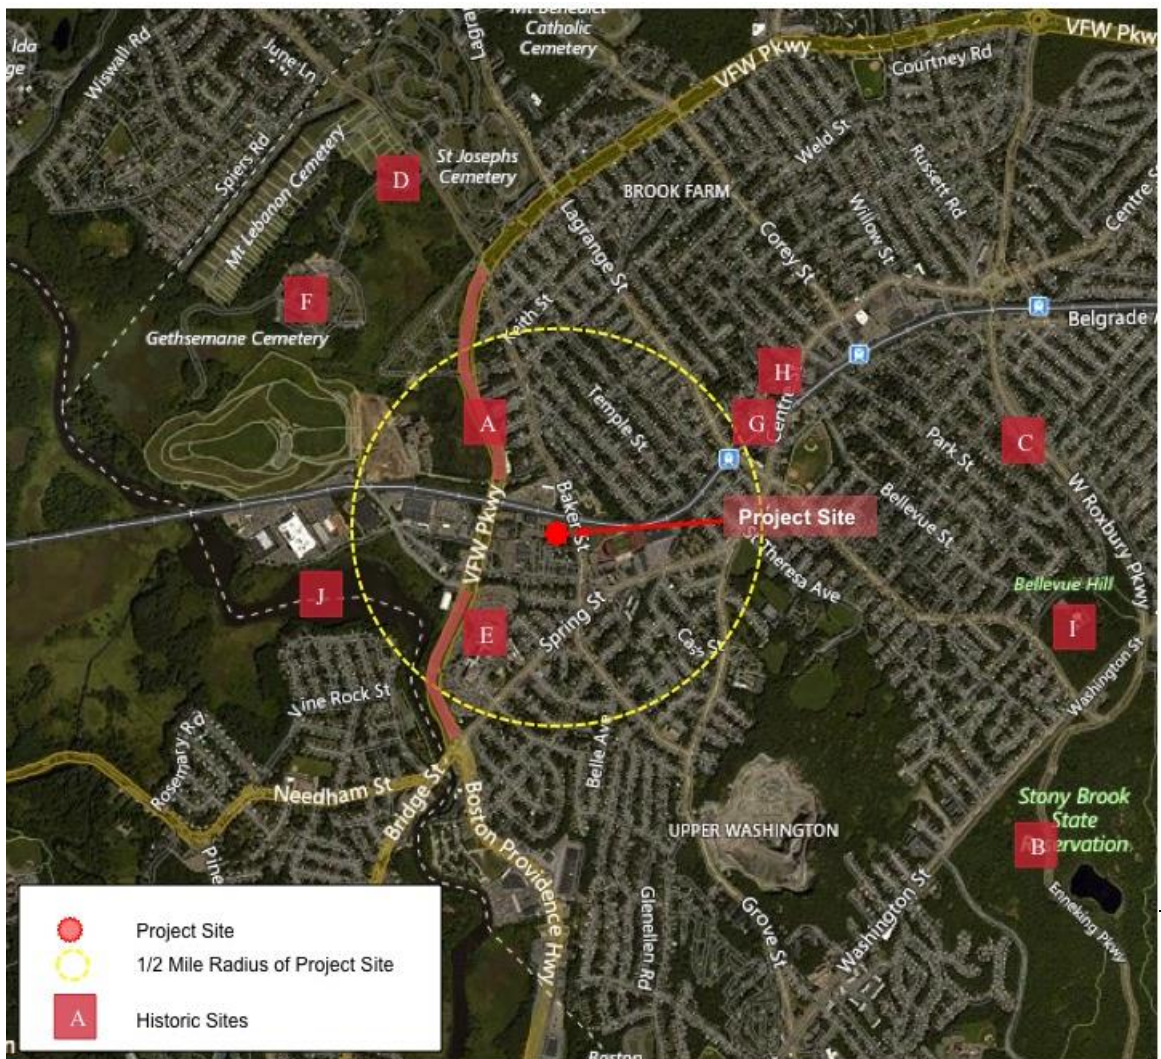 Mt Benedict
Catholic
Cemetery
VFW Pkwy
Ida
Wiswall Rd
June Ln
Lagrange
VFW Pkwy
Courtney Rd
Spiers Rd
Mt Lebanon Cemetery
St Josephs
Cemetery
D
Weld St
Russett Rd
BROOK FARM
Willow St
Corey St
Centre
Lagrange St
F
Keith St
Gethsemane Cemetery
Belgrade A
H
Centre
A
Temple St
G
C
Park St
W Roxbury Pkwy
Bellevue St
Baker St
Project Site
VFW Pkwy
St Theresa Ave
Bellevue Hill
J
E
Spring St
Cass St
I
Washington St
Vine Rock St
Rosemary Rd
Belle Ave
Needham St
Bridge St
Boston Providence Hwy
UPPER WASHINGTON
Stony Brook
State
Reservation
B
Pine
Enneking Pkwy
Glenellen Rd
Grove St
Washington St
Project Site
1/2 Mile Radius of Project Site
A
Historic Sites
Boston